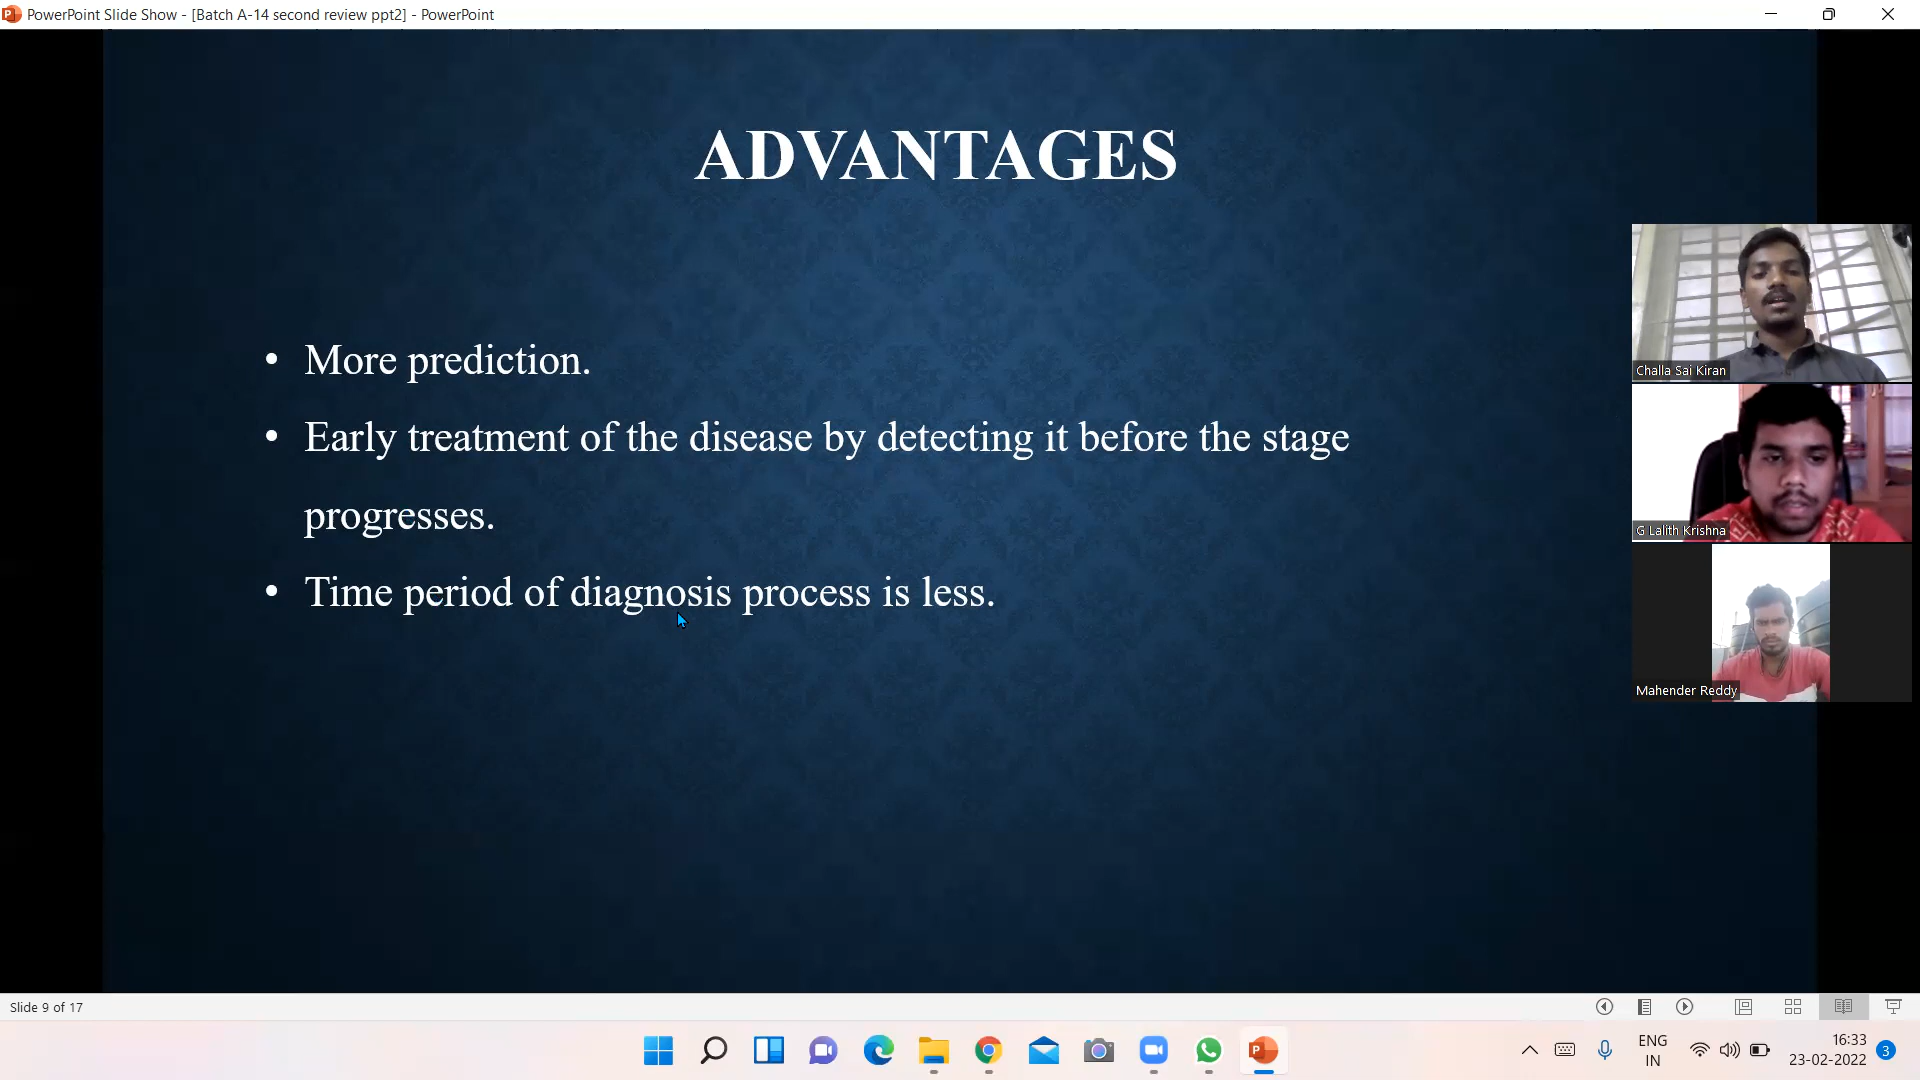 PowerPoint Slide Show - [Batch A-14 second review ppt2] - PowerPoint
ADVANTAGES
• More prediction.
• Early treatment of the disease by detecting it before the stage
progresses.
• Time period of diagnosis process is less.
Challa Sai Kiran
G Lalith Krishna
Mahender Reddy
Slide 9 of 17
ENG
IN
16:33
23-02-2022
3